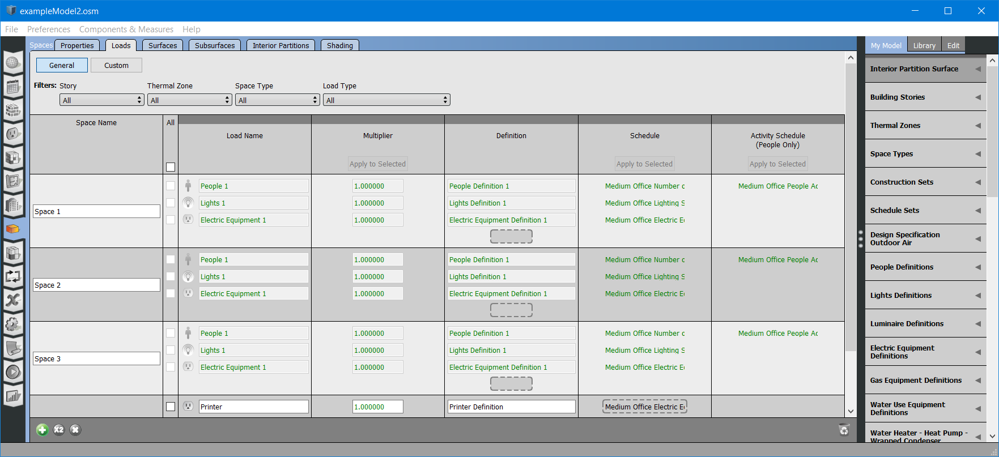 exampleModel2.osm
File Preferences Components & Measures Help
Spaces Properties Loads Surfaces Subsurfaces Interior Partitions Shading
My Model Library Edit
General Custom
Filters: Story Thermal Zone Space Type Load Type
All All All All
Space Name All Load Name Multiplier Definition Schedule Activity Schedule
(People Only)
Apply to Selected Apply to Selected Apply to Selected
Space 1
People 1 1.000000 People Definition 1 Medium Office Number o Medium Office People Ac
Lights 1 1.000000 Lights Definition 1 Medium Office Lighting S
Electric Equipment 1 1.000000 Electric Equipment Definition 1 Medium Office Electric E
Space 2
People 1 1.000000 People Definition 1 Medium Office Number o Medium Office People Ac
Lights 1 1.000000 Lights Definition 1 Medium Office Lighting S
Electric Equipment 1 1.000000 Electric Equipment Definition 1 Medium Office Electric E
Space 3
People 1 1.000000 People Definition 1 Medium Office Number o Medium Office People Ac
Lights 1 1.000000 Lights Definition 1 Medium Office Lighting S
Electric Equipment 1 1.000000 Electric Equipment Definition 1 Medium Office Electric E
Printer 1.000000 Printer Definition Medium Office Electric E
X2
Interior Partition Surface
Building Stories
Thermal Zones
Space Types
Construction Sets
Schedule Sets
Design Specification
Outdoor Air
People Definitions
Lights Definitions
Luminaire Definitions
Electric Equipment
Definitions
Gas Equipment Definitions
Water Use Equipment
Definitions
Water Heater - Heat Pump -
Wrapped Condenser